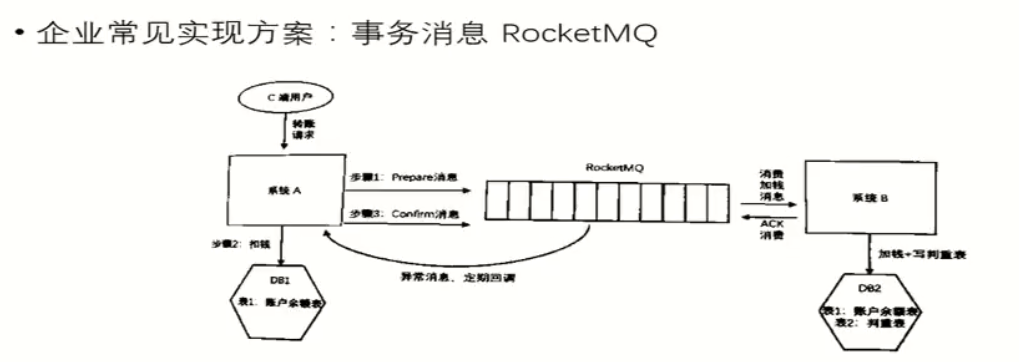 • 企业常见实现方案：事务消息 RocketMQ
C 端用户
转账
请求
系统 A
步骤1：Prepare消息
步骤3：Confirm消息
RocketMQ
消费
加钱
消息
ACK
消费
系统 B
步骤2：扣钱
异常消息、定期回调
加钱+写判重表
DB1
表1：账户余额表
DB2
表1：账户余额表
表2：判重表